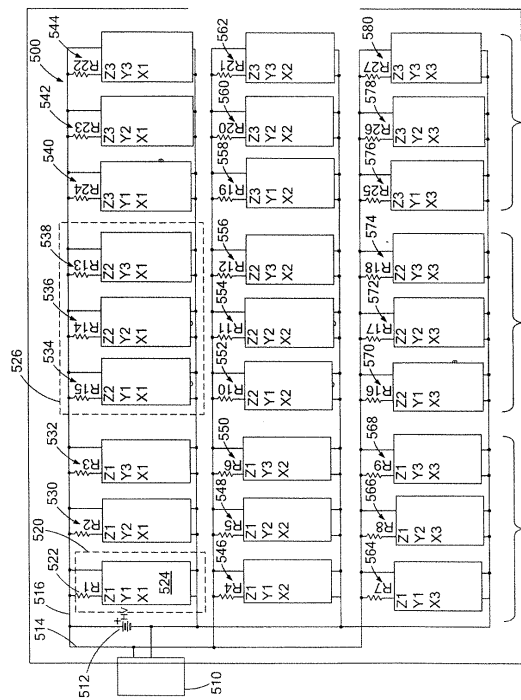 500
526
520
516
514
512
510
522
530
532
534
536
538
540
542
544
R1
R2
R3
R15
R14
R13
R24
R23
R22
Z1 Y1 X1
524
Z1 Y2 X1
Z1 Y3 X1
Z2 Y1 X1
Z2 Y2 X1
Z2 Y3 X1
Z3 Y1 X1
Z3 Y2 X1
Z3 Y3 X1
+
HV
546
548
550
552
554
556
558
560
562
R4
R5
R6
R10
R11
R12
R19
R20
R21
Z1 Y1 X2
Z1 Y2 X2
Z1 Y3 X2
Z2 Y1 X2
Z2 Y2 X2
Z2 Y3 X2
Z3 Y1 X2
Z3 Y2 X2
Z3 Y3 X2
564
566
568
570
572
574
576
578
580
R7
R8
R9
R16
R17
R18
R25
R26
R27
Z1 Y1 X3
Z1 Y2 X3
Z1 Y3 X3
Z2 Y1 X3
Z2 Y2 X3
Z2 Y3 X3
Z3 Y1 X3
Z3 Y2 X3
Z3 Y3 X3